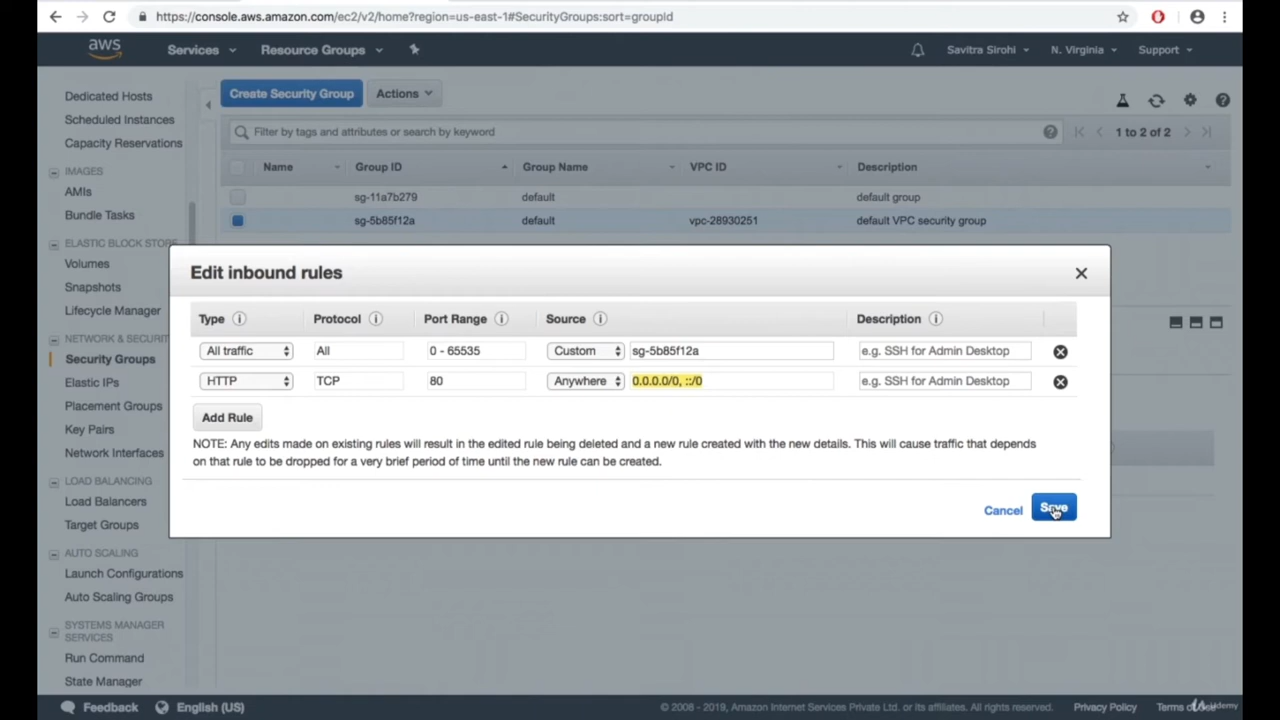 https://console.aws.amazon.com/ec2/v2/home?region=us-east-1#SecurityGroups:sort=groupId
aws Services Resource Groups Savitra Sirohi N. Virginia Support
Dedicated Hosts
Scheduled Instances
Capacity Reservations
IMAGES
AMIs
Bundle Tasks
ELASTIC BLOCK STORE
Volumes
Snapshots
Lifecycle Manager
NETWORK & SECURIT
Security Groups
Elastic IPs
Placement Groups
Key Pairs
Network Interfaces
LOAD BALANCING
Load Balancers
Target Groups
AUTO SCALING
Launch Configurations
Auto Scaling Groups
SYSTEMS MANAGER
SERVICES
Run Command
State Manager
Create Security Group Actions
Filter by tags and attributes or search by keyword 1 to 2 of 2
Name Group ID Group Name VPC ID Description
sg-11a7b279 default default group
sg-5b85f12a default vpc-28930251 default VPC security group
Edit inbound rules
Type Protocol Port Range Source Description
All traffic All 0 - 65535 Custom sg-5b85f12a e.g. SSH for Admin Desktop
HTTP TCP 80 Anywhere 0.0.0.0/0, ::/0 e.g. SSH for Admin Desktop
Add Rule
NOTE: Any edits made on existing rules will result in the edited rule being deleted and a new rule created with the new details. This will cause traffic that depends
on that rule to be dropped for a very brief period of time until the new rule can be created.
Cancel Save
Feedback English (US) © 2008 - 2019, Amazon Internet Services Private Ltd. or its affiliates. All rights reserved. Privacy Policy Terms of Use
Udemy